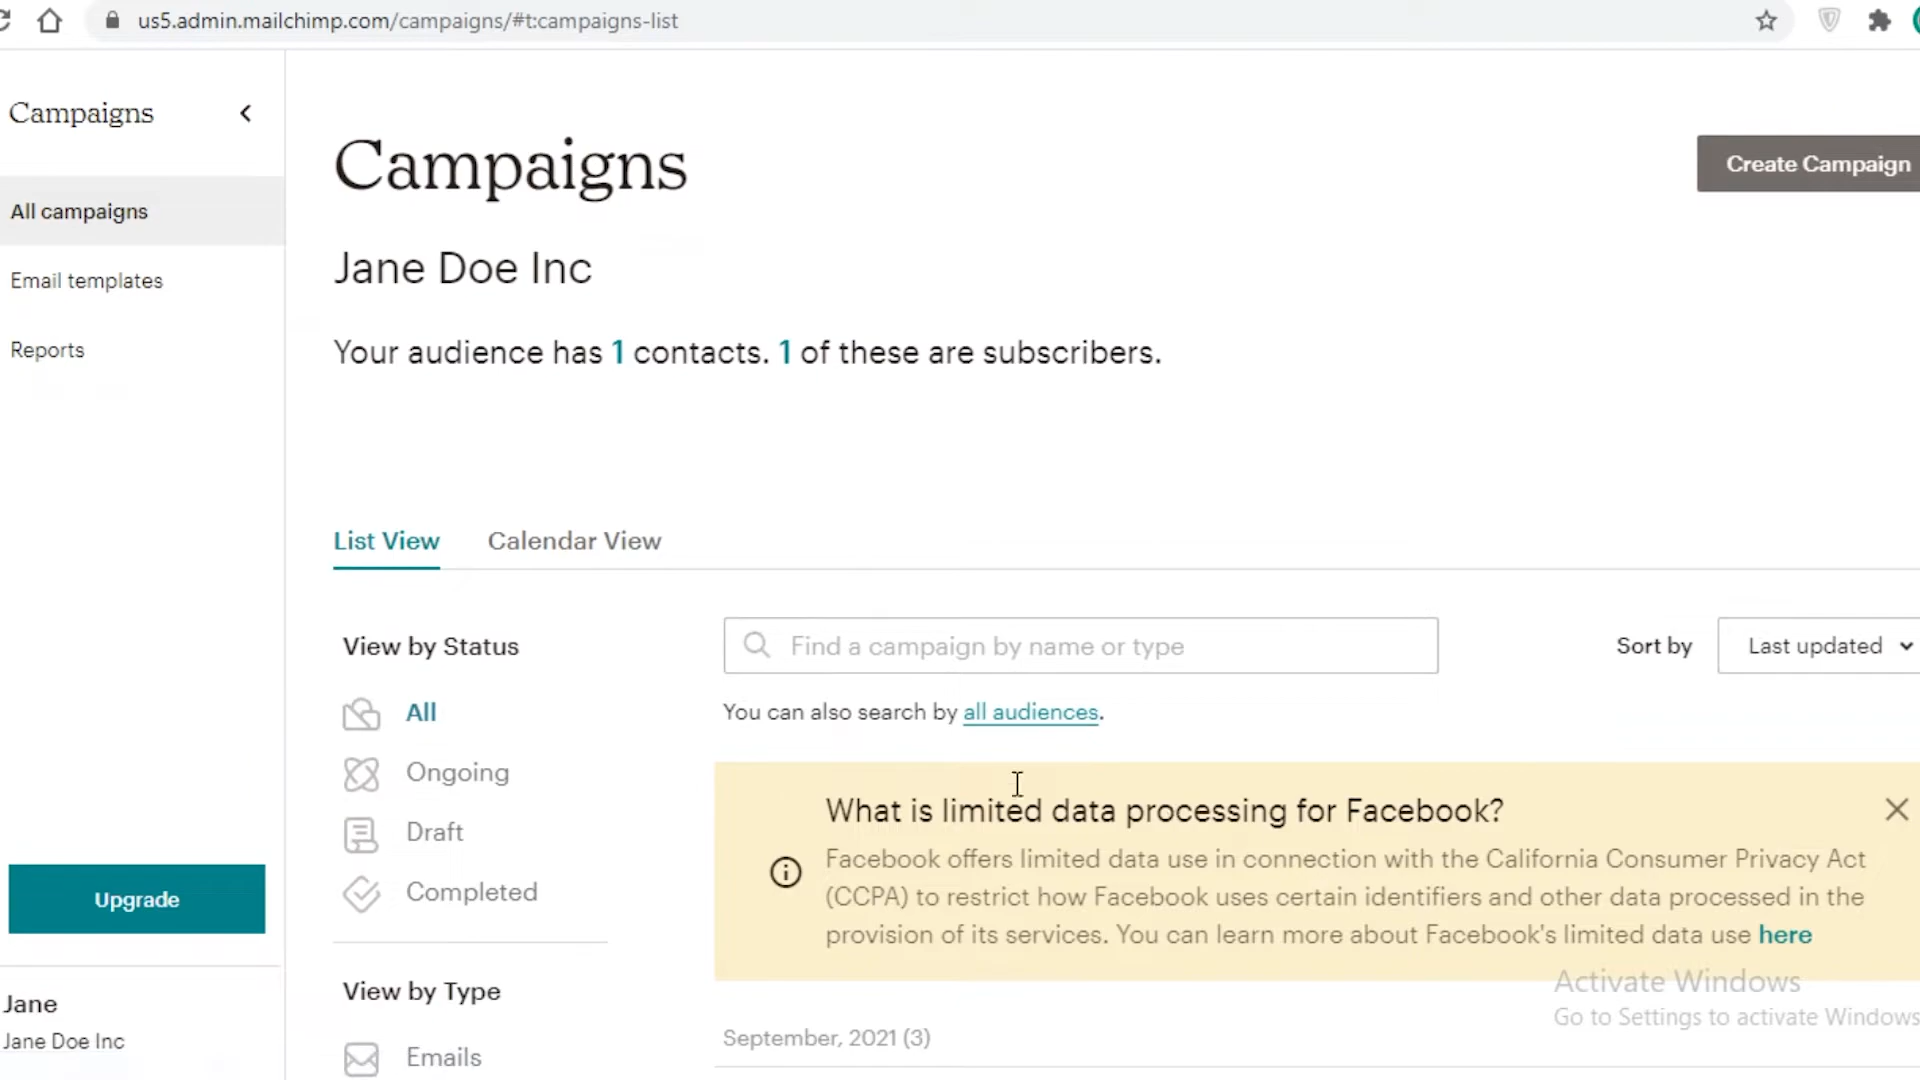 us5.admin.mailchimp.com/campaigns/#t:campaigns-list
Campaigns
All campaigns
Email templates
Reports
Upgrade
Jane
Jane Doe Inc
Campaigns
Create Campaign
Jane Doe Inc
Your audience has 1 contacts. 1 of these are subscribers.
List View Calendar View
View by Status
All
Ongoing
Draft
Completed
View by Type
Emails
Find a campaign by name or type
Sort by Last updated
You can also search by all audiences.
What is limited data processing for Facebook?
Facebook offers limited data use in connection with the California Consumer Privacy Act
(CCPA) to restrict how Facebook uses certain identifiers and other data processed in the
provision of its services. You can learn more about Facebook's limited data use here
September, 2021 (3)
Activate Windows
Go to Settings to activate Windows